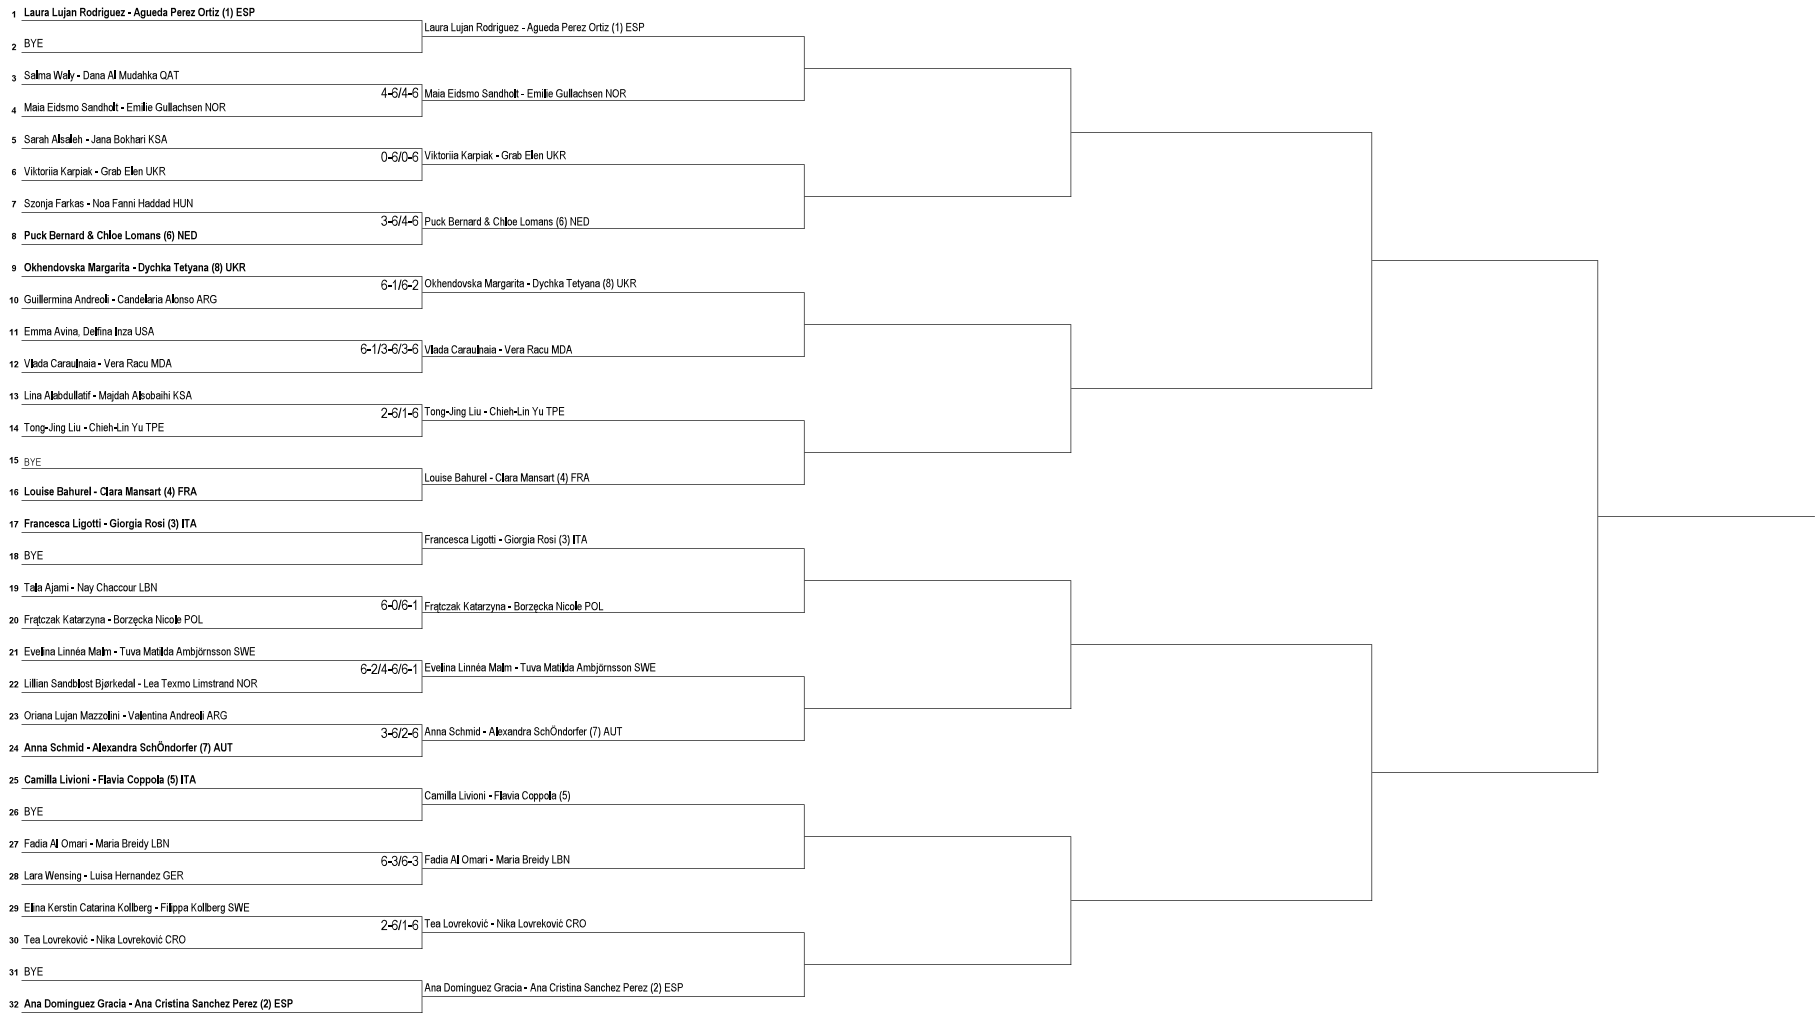 1 Laura Lujan Rodriguez - Agueda Perez Ortiz (1) ESP
Laura Lujan Rodriguez - Agueda Perez Ortiz (1) ESP
2 BYE
3 Salma Waly - Dana Al Mudahka QAT
4-6/4-6 Maia Eidsmo Sandholt - Emilie Gullachsen NOR
4 Maia Eidsmo Sandholt - Emilie Gullachsen NOR
5 Sarah Alsaleh - Jana Bokhari KSA
0-6/0-6 Viktoriia Karpiak - Grab Elen UKR
6 Viktoriia Karpiak - Grab Elen UKR
7 Szonja Farkas - Noa Fanni Haddad HUN
3-6/4-6 Puck Bernard & Chloe Lomans (6) NED
8 Puck Bernard & Chloe Lomans (6) NED
9 Okhendovska Margarita - Dychka Tetyana (8) UKR
6-1/6-2 Okhendovska Margarita - Dychka Tetyana (8) UKR
10 Guillermina Andreoli - Candelaria Alonso ARG
11 Emma Avina, Delfina Inza USA
6-1/3-6/3-6 Vlada Caraulnaia - Vera Racu MDA
12 Vlada Caraulnaia - Vera Racu MDA
13 Lina Alabdullatif - Majdah Alsobaihi KSA
2-6/1-6 Tong-Jing Liu - Chieh-Lin Yu TPE
14 Tong-Jing Liu - Chieh-Lin Yu TPE
15 BYE
Louise Bahurel - Clara Mansart (4) FRA
16 Louise Bahurel - Clara Mansart (4) FRA
17 Francesca Ligotti - Giorgia Rosi (3) ITA
Francesca Ligotti - Giorgia Rosi (3) ITA
18 BYE
19 Tala Ajami - Nay Chaccour LBN
6-0/6-1 Frątczak Katarzyna - Borzęcka Nicole POL
20 Frątczak Katarzyna - Borzęcka Nicole POL
21 Evelina Linnéa Malm - Tuva Matilda Ambjörnsson SWE
6-2/4-6/6-1 Evelina Linnéa Malm - Tuva Matilda Ambjörnsson SWE
22 Lillian Sandblost Bjørkedal - Lea Texmo Limstrand NOR
23 Oriana Lujan Mazzolini - Valentina Andreoli ARG
3-6/2-6 Anna Schmid - Alexandra SchÖndorfer (7) AUT
24 Anna Schmid - Alexandra SchÖndorfer (7) AUT
25 Camilla Livioni - Flavia Coppola (5) ITA
Camilla Livioni - Flavia Coppola (5)
26 BYE
27 Fadia Al Omari - Maria Breidy LBN
6-3/6-3 Fadia Al Omari - Maria Breidy LBN
28 Lara Wensing - Luisa Hernandez GER
29 Elina Kerstin Catarina Kollberg - Filippa Kollberg SWE
2-6/1-6 Tea Lovreković - Nika Lovreković CRO
30 Tea Lovreković - Nika Lovreković CRO
31 BYE
Ana Dominguez Gracia - Ana Cristina Sanchez Perez (2) ESP
32 Ana Dominguez Gracia - Ana Cristina Sanchez Perez (2) ESP